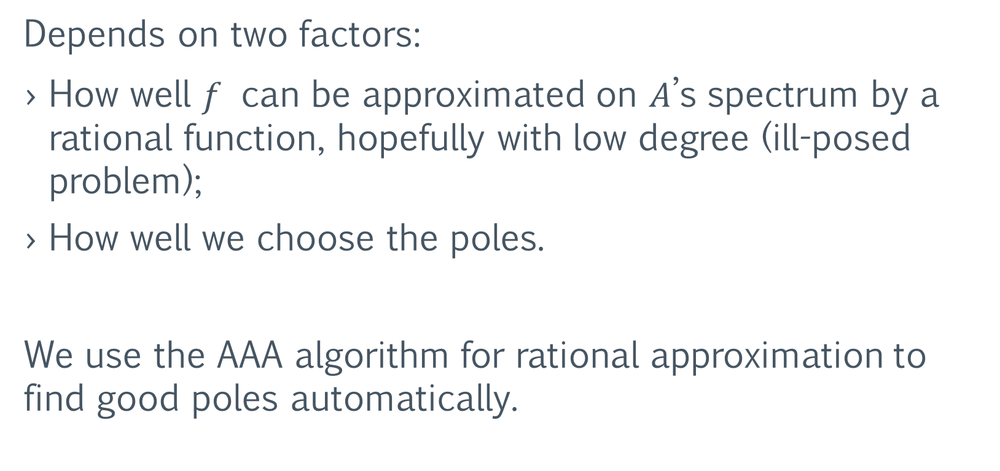 Depends on two factors:
› How well f can be approximated on A’s spectrum by a
rational function, hopefully with low degree (ill-posed
problem);
› How well we choose the poles.
We use the AAA algorithm for rational approximation to
find good poles automatically.